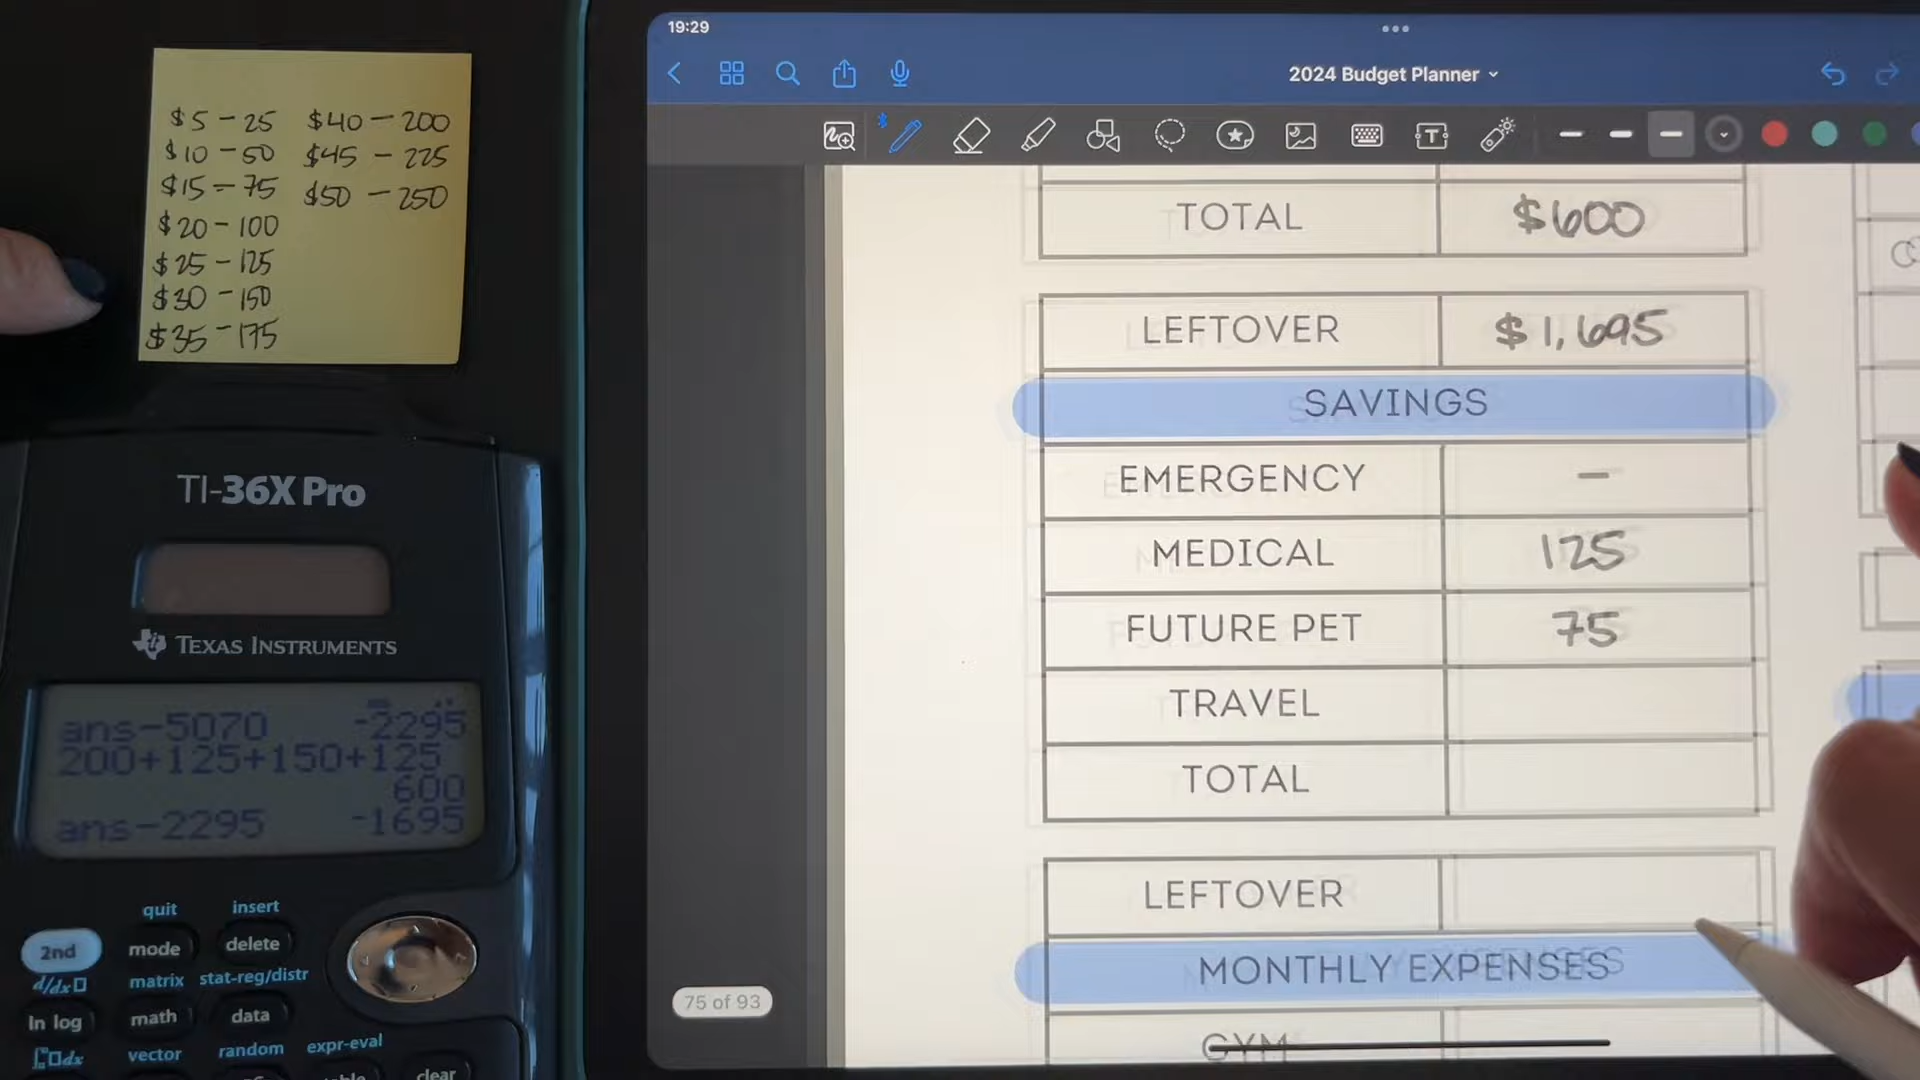 $5 - 25 $40 - 200
$10 - 50 $45 - 225
$15 - 75 $50 - 250
$20 - 100
$25 - 125
$30 - 150
$35 - 175
TI-36X Pro
TEXAS INSTRUMENTS
ans-5070 -2295
200+125+150+125
600
ans-2295 -1695
quit insert
2nd mode delete
d/dx matrix stat-reg/distr
ln log math data
∫dx vector random expr-eval
table clear
19:29
2024 Budget Planner
TOTAL $600
LEFTOVER $1,695
SAVINGS
EMERGENCY —
MEDICAL 125
FUTURE PET 75
TRAVEL
TOTAL
LEFTOVER
MONTHLY EXPENSES
GYM
75 of 93